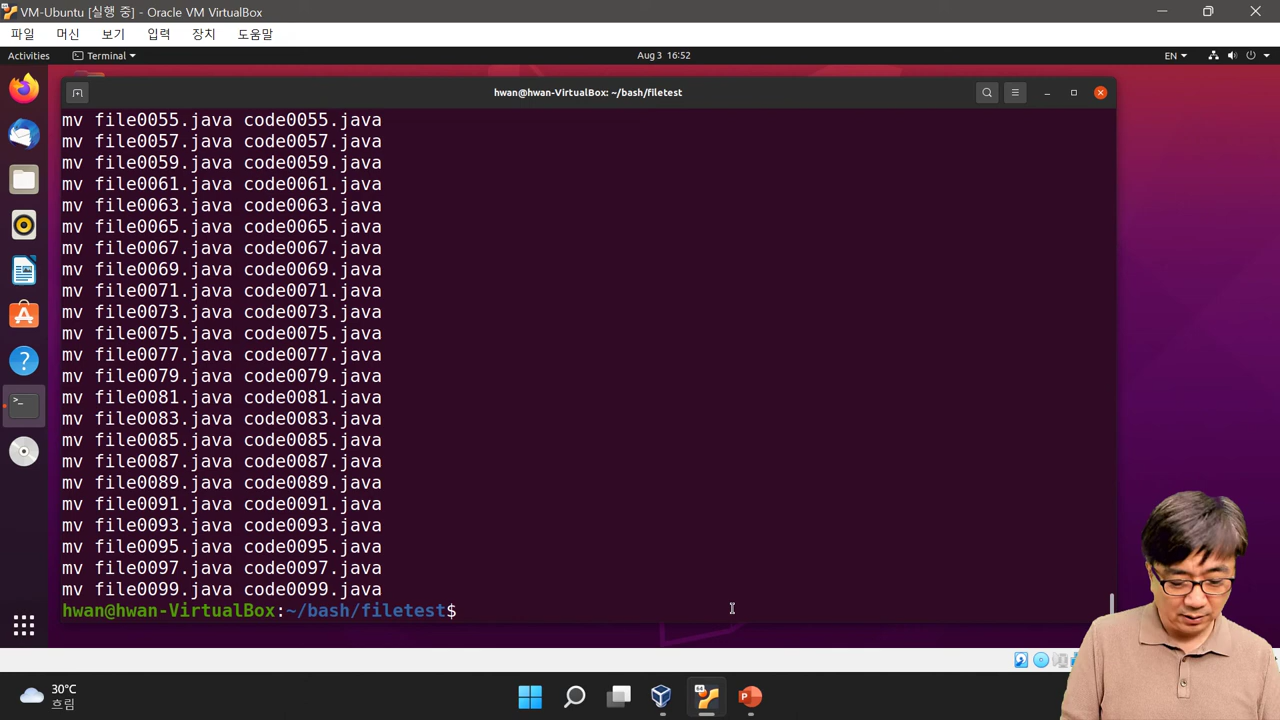 VM-Ubuntu [실행 중] - Oracle VM VirtualBox
파일 머신 보기 입력 장치 도움말
Activities Terminal Aug 3 16:52 EN
hwan@hwan-VirtualBox: ~/bash/filetest
mv file0055.java code0055.java
mv file0057.java code0057.java
mv file0059.java code0059.java
mv file0061.java code0061.java
mv file0063.java code0063.java
mv file0065.java code0065.java
mv file0067.java code0067.java
mv file0069.java code0069.java
mv file0071.java code0071.java
mv file0073.java code0073.java
mv file0075.java code0075.java
mv file0077.java code0077.java
mv file0079.java code0079.java
mv file0081.java code0081.java
mv file0083.java code0083.java
mv file0085.java code0085.java
mv file0087.java code0087.java
mv file0089.java code0089.java
mv file0091.java code0091.java
mv file0093.java code0093.java
mv file0095.java code0095.java
mv file0097.java code0097.java
mv file0099.java code0099.java
hwan@hwan-VirtualBox:~/bash/filetest$
30°C
흐림